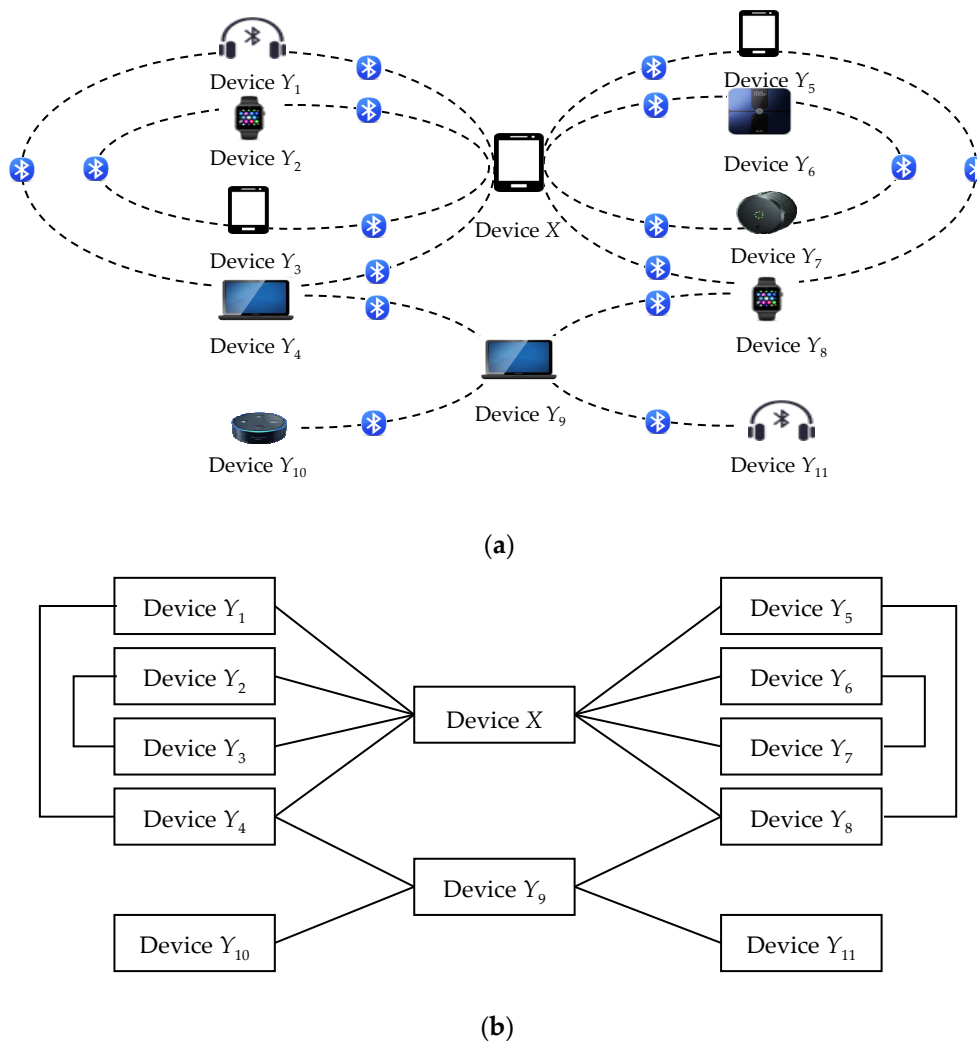 Device Y₁
Device Y₅
Device Y₂
Device Y₆
Device X
Device Y₃
Device Y₇
Device Y₄
Device Y₈
Device Y₉
Device Y₁₀
Device Y₁₁
(a)
Device Y₁
Device Y₅
Device Y₂
Device Y₆
Device X
Device Y₃
Device Y₇
Device Y₄
Device Y₈
Device Y₉
Device Y₁₀
Device Y₁₁
(b)